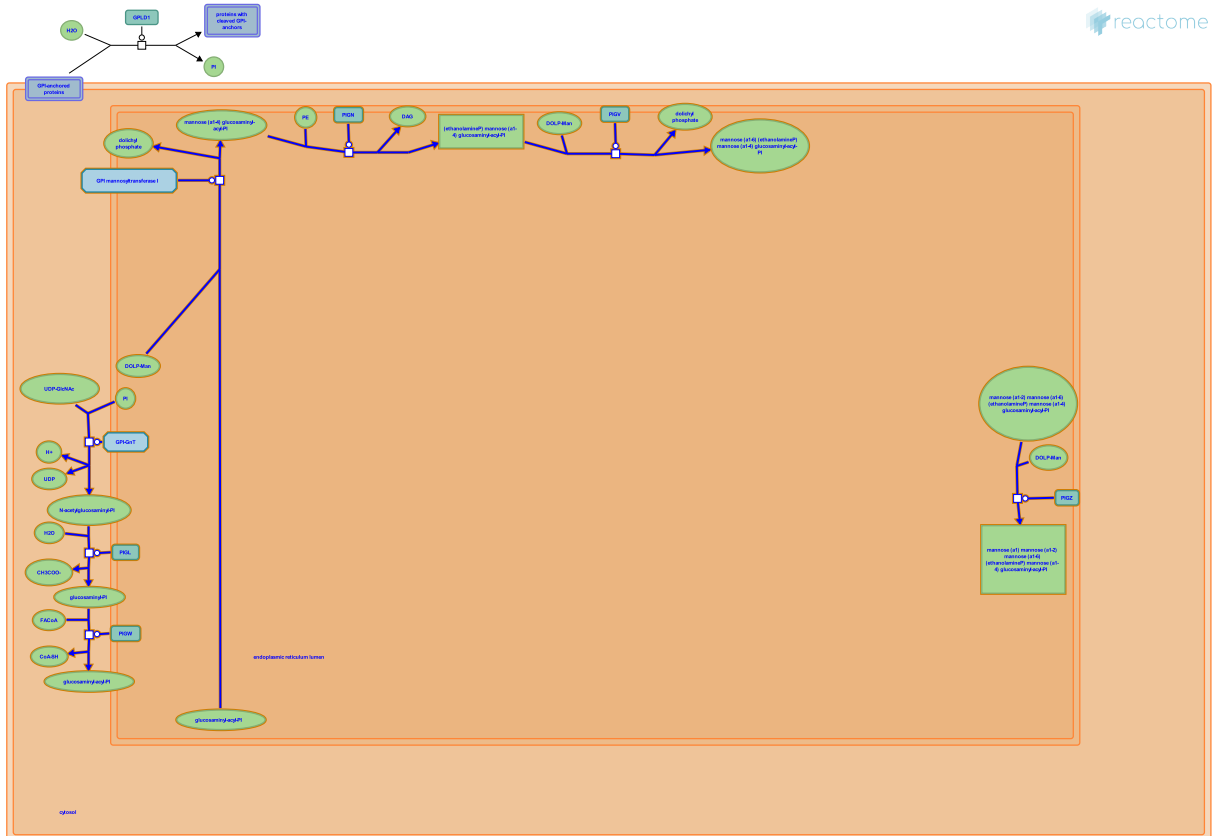 reactome
GPLD1
proteins with
cleaved GPI-
anchors
H2O
PI
GPI-anchored
proteins
mannose (a1-4) glucosaminyl-
acyl-PI
PE
PIGN
DAG
(ethanolamineP) mannose (a1-
4) glucosaminyl-acyl-PI
DOLP-Man
PIGV
dolichyl
phosphate
mannose (a1-6) (ethanolamineP)
mannose (a1-4) glucosaminyl-acyl-
PI
dolichyl
phosphate
GPI mannosyltransferase I
DOLP-Man
UDP-GlcNAc
PI
GPI-GnT
H+
UDP
N-acetylglucosaminyl-PI
H2O
PIGL
CH3COO-
glucosaminyl-PI
FACoA
PIGW
CoA-SH
glucosaminyl-acyl-PI
endoplasmic reticulum lumen
glucosaminyl-acyl-PI
mannose (a1-2) mannose (a1-6)
(ethanolamineP) mannose (a1-4)
glucosaminyl-acyl-PI
DOLP-Man
PIGZ
mannose (a1) mannose (a1-2)
mannose (a1-6)
(ethanolamineP) mannose (a1-
4) glucosaminyl-acyl-PI
cytosol